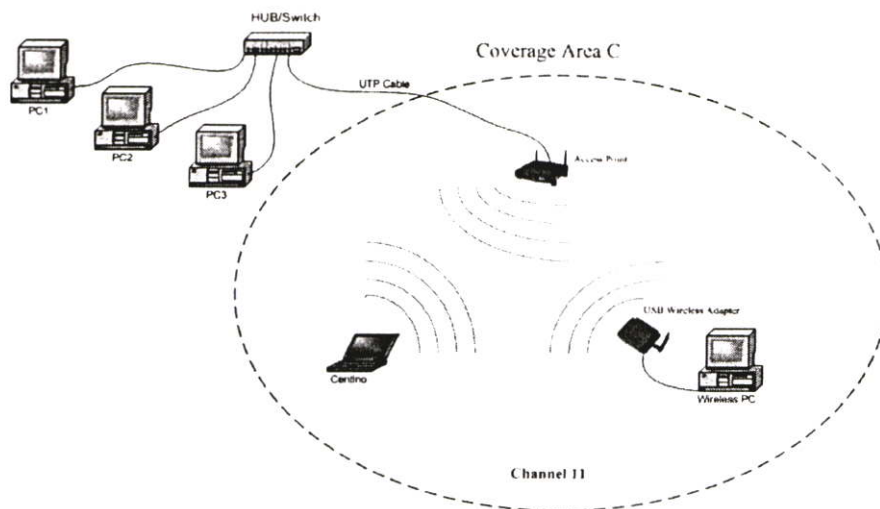 HUB/Switch
Coverage Area C
UTP Cable
PC1
PC2
PC3
Access Point
USB Wireless Adapter
Centrino
Wireless PC
Channel 11